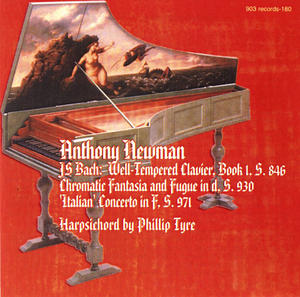 903 records-180
Anthony Newman
JS Bach: Well-Tempered Clavier, Book 1, S. 846
Chromatic Fantasia and Fugue in d, S. 930
'Italian' Concerto in F, S. 971
Harpsichord by Phillip Tyre